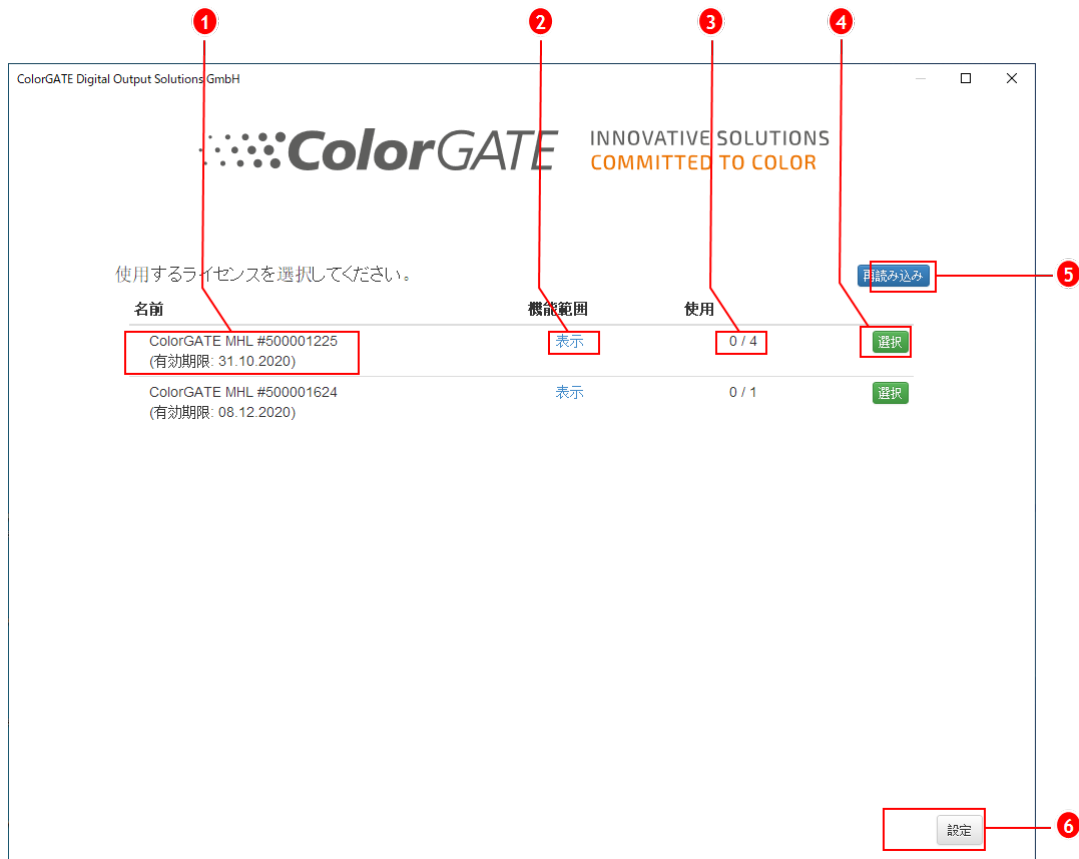 1 2 3 4
ColorGATE Digital Output Solutions GmbH
ColorGATE INNOVATIVE SOLUTIONS
COMMITTED TO COLOR
使用するライセンスを選択してください。 再読み込み 5
名前 機能範囲 使用
ColorGATE MHL #500001225 表示 0 / 4 選択
(有効期限: 31.10.2020)
ColorGATE MHL #500001624 表示 0 / 1 選択
(有効期限: 08.12.2020)
設定 6